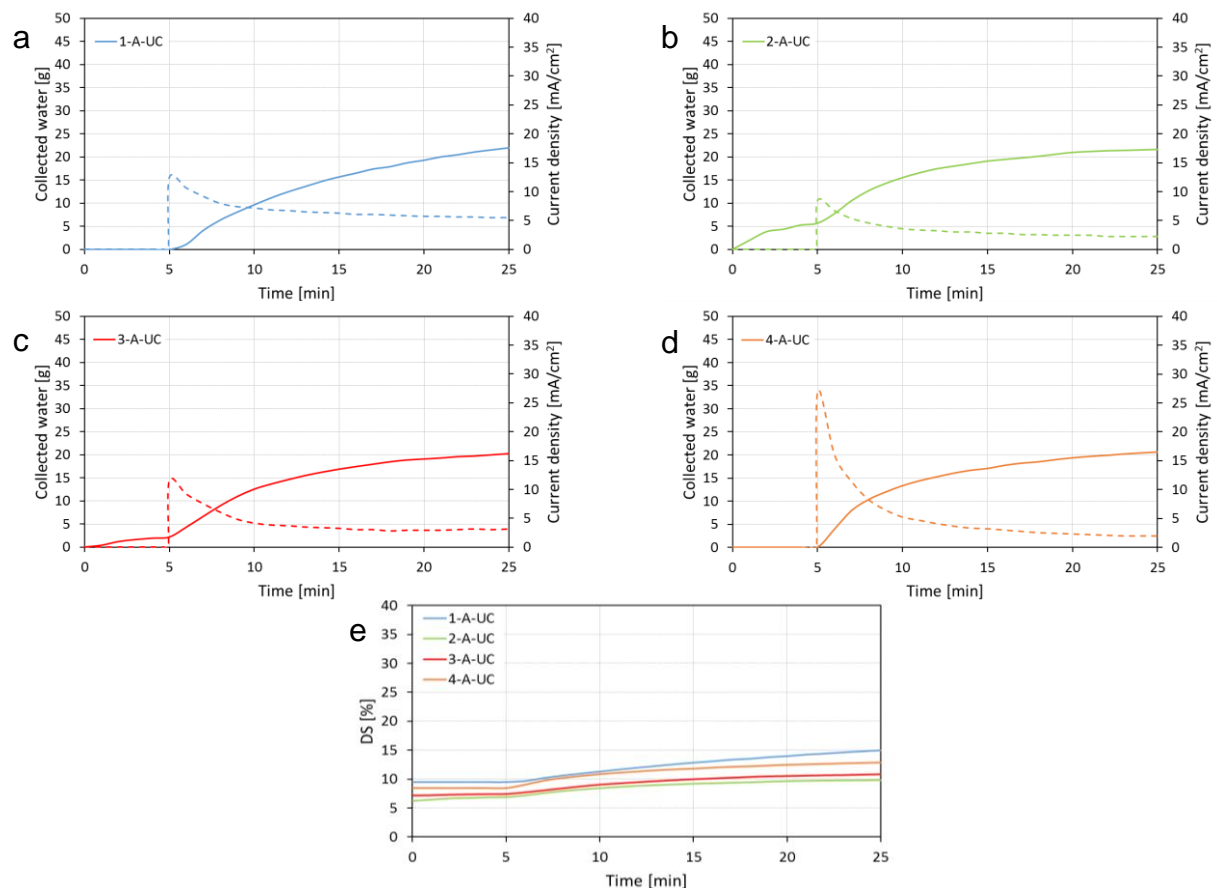 a
1-A-UC
Collected water [g]
50
45
40
35
30
25
20
15
10
5
0
40
35
30
25
20
15
10
5
0
Current density [mA/cm²]
0 5 10 15 20 25
Time [min]
b
2-A-UC
Collected water [g]
50
45
40
35
30
25
20
15
10
5
0
40
35
30
25
20
15
10
5
0
Current density [mA/cm²]
0 5 10 15 20 25
Time [min]
c
3-A-UC
Collected water [g]
50
45
40
35
30
25
20
15
10
5
0
40
35
30
25
20
15
10
5
0
Current density [mA/cm²]
0 5 10 15 20 25
Time [min]
d
4-A-UC
Collected water [g]
50
45
40
35
30
25
20
15
10
5
0
40
35
30
25
20
15
10
5
0
Current density [mA/cm²]
0 5 10 15 20 25
Time [min]
e
1-A-UC
2-A-UC
3-A-UC
4-A-UC
DS [%]
40
35
30
25
20
15
10
5
0
0 5 10 15 20 25
Time [min]